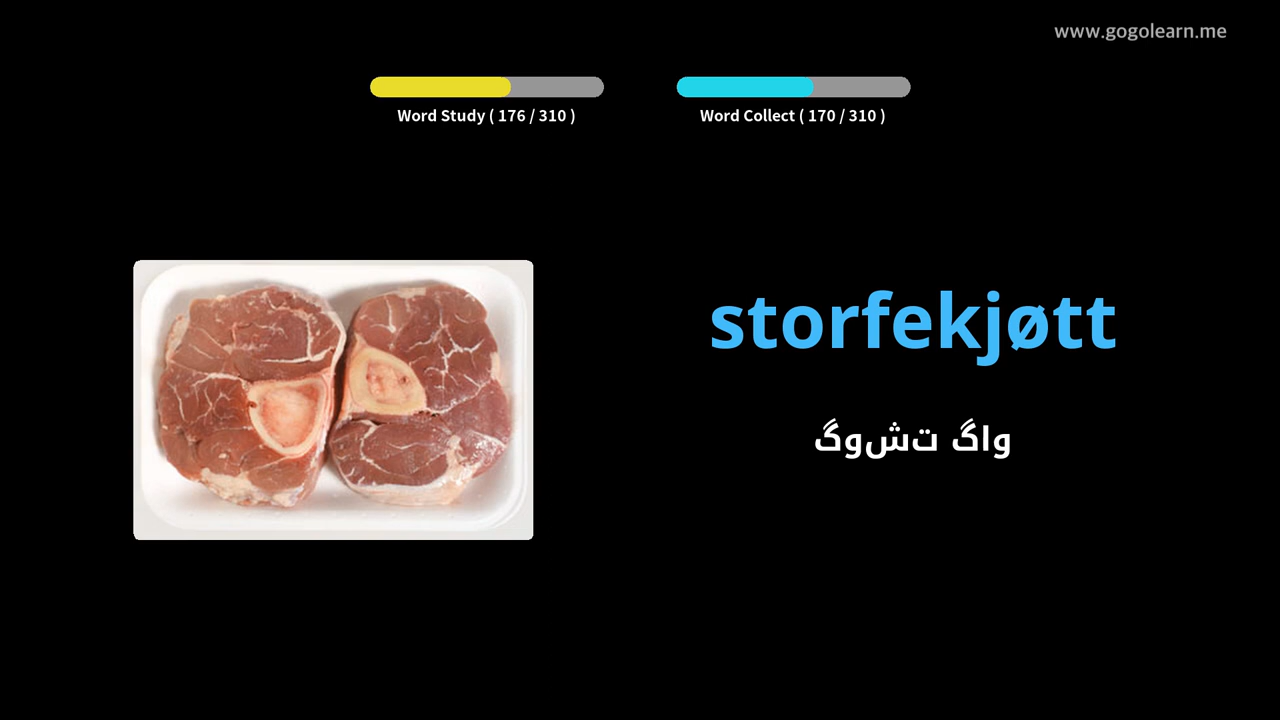 www.gogolearn.me
Word Study ( 176 / 310 )
Word Collect ( 170 / 310 )
storfekjøtt
واگ تشوگ